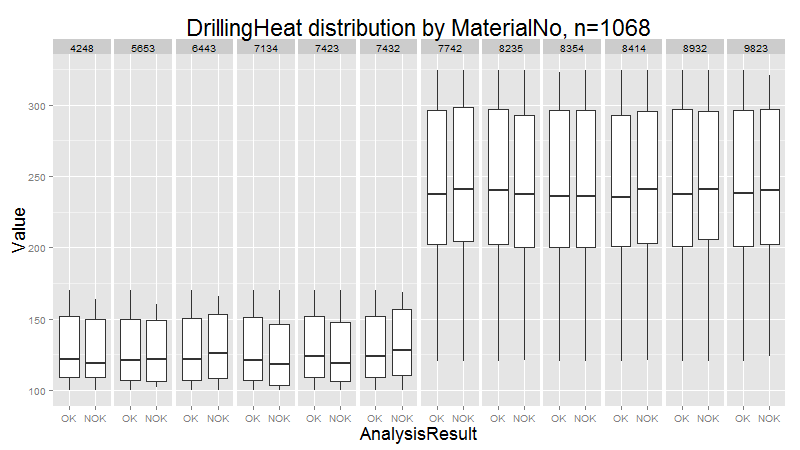 DrillingHeat distribution by MaterialNo, n=1068
4248 5653 6443 7134 7423 7432 7742 8235 8354 8414 8932 9823
300
250
Value
200
150
100
OK NOK OK NOK OK NOK OK NOK OK NOK OK NOK OK NOK OK NOK OK NOK OK NOK OK NOK OK NOK
AnalysisResult